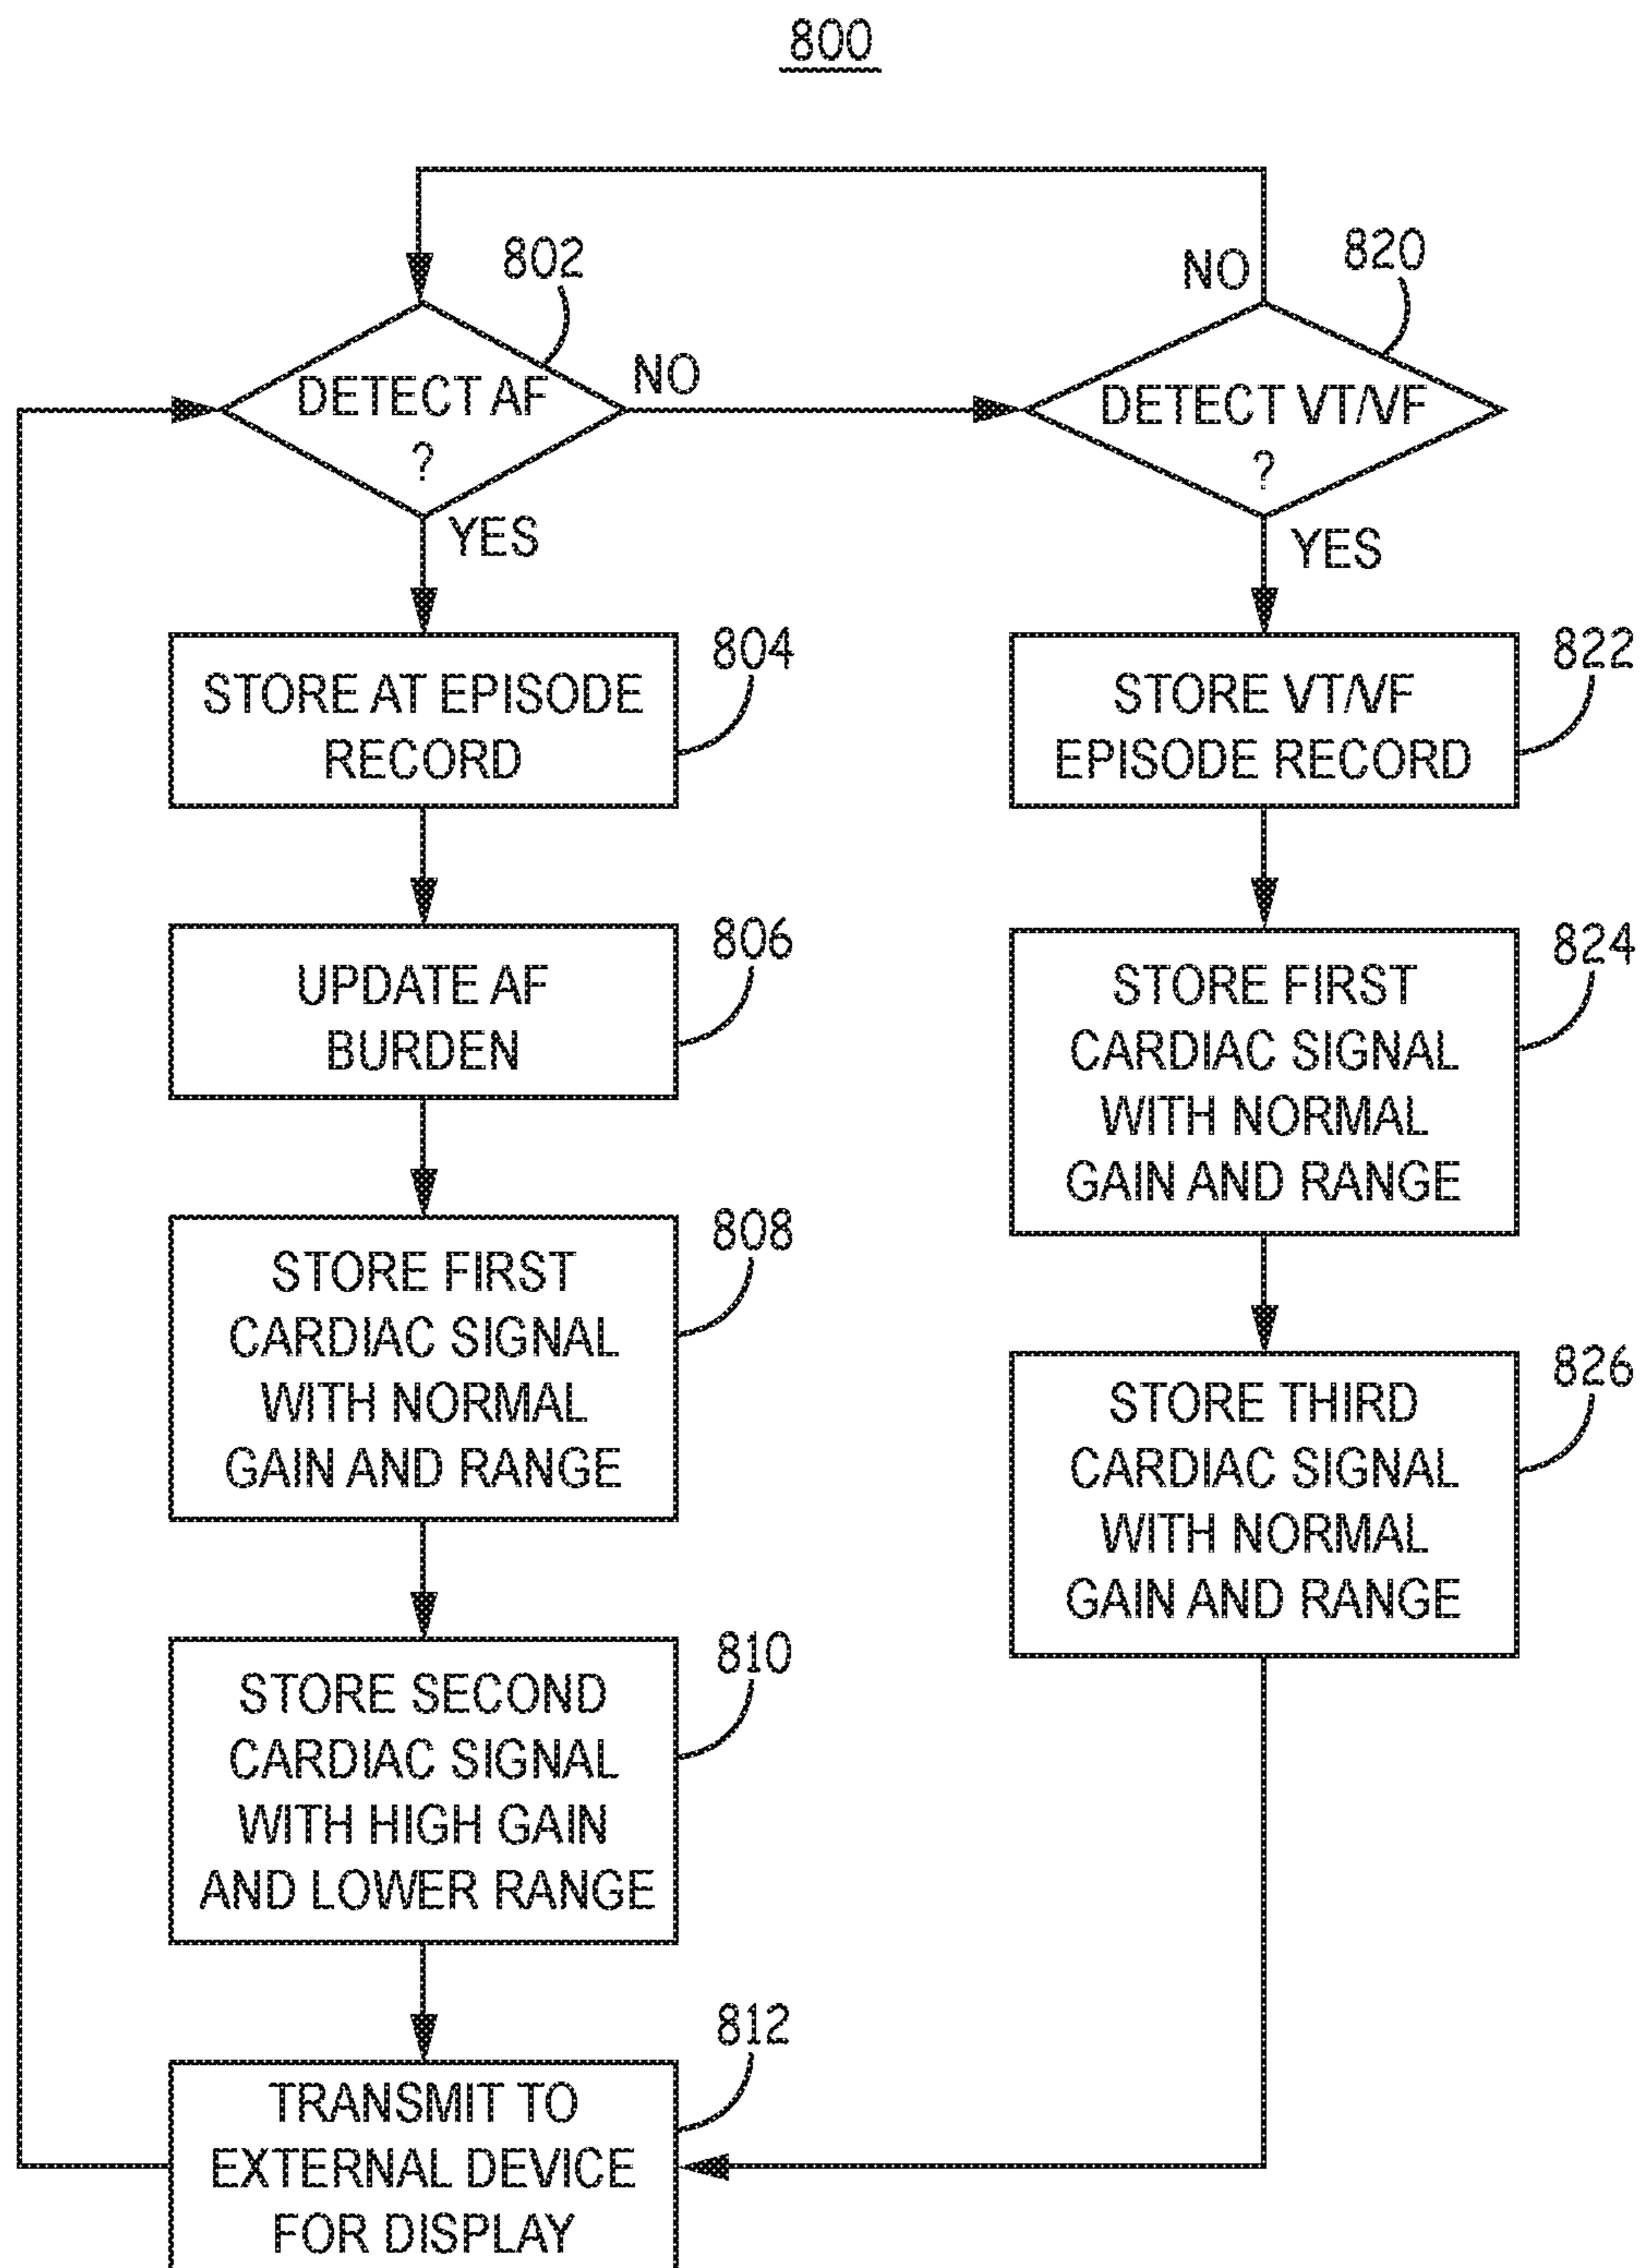 800
802
DETECT AF
?
NO
YES
820
NO
DETECT VT/VF
?
YES
804
STORE AT EPISODE
RECORD
822
STORE VT/VF
EPISODE RECORD
806
UPDATE AF
BURDEN
824
STORE FIRST
CARDIAC SIGNAL
WITH NORMAL
GAIN AND RANGE
808
STORE FIRST
CARDIAC SIGNAL
WITH NORMAL
GAIN AND RANGE
826
STORE THIRD
CARDIAC SIGNAL
WITH NORMAL
GAIN AND RANGE
810
STORE SECOND
CARDIAC SIGNAL
WITH HIGH GAIN
AND LOWER RANGE
812
TRANSMIT TO
EXTERNAL DEVICE
FOR DISPLAY